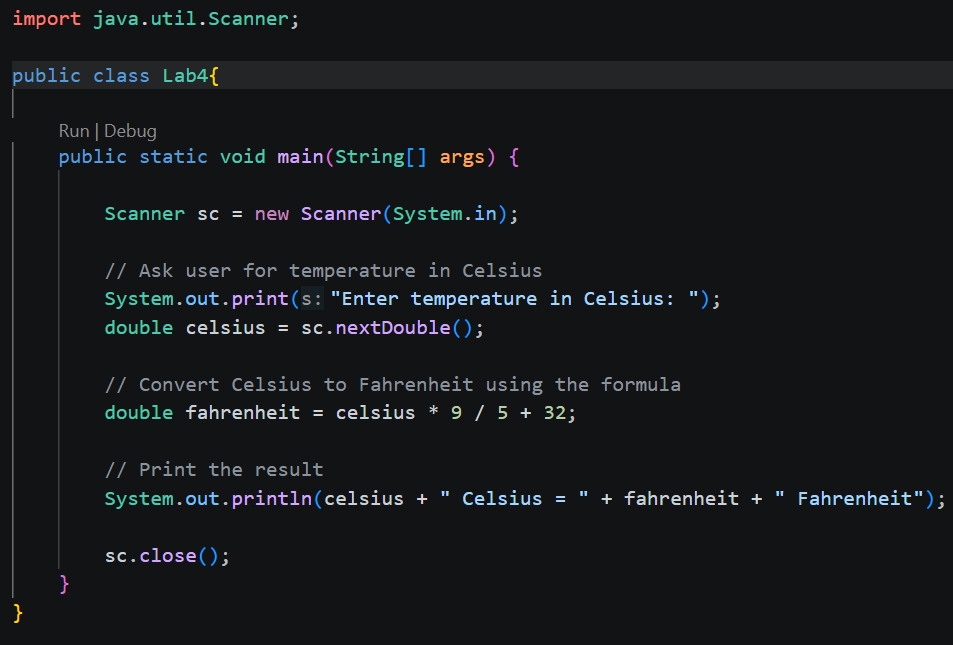 import java.util.Scanner;
public class Lab4{
Run | Debug
public static void main(String[] args) {
Scanner sc = new Scanner(System.in);
// Ask user for temperature in Celsius
System.out.print(s: "Enter temperature in Celsius: ");
double celsius = sc.nextDouble();
// Convert Celsius to Fahrenheit using the formula
double fahrenheit = celsius * 9 / 5 + 32;
// Print the result
System.out.println(celsius + " Celsius = " + fahrenheit + " Fahrenheit");
sc.close();
}
}